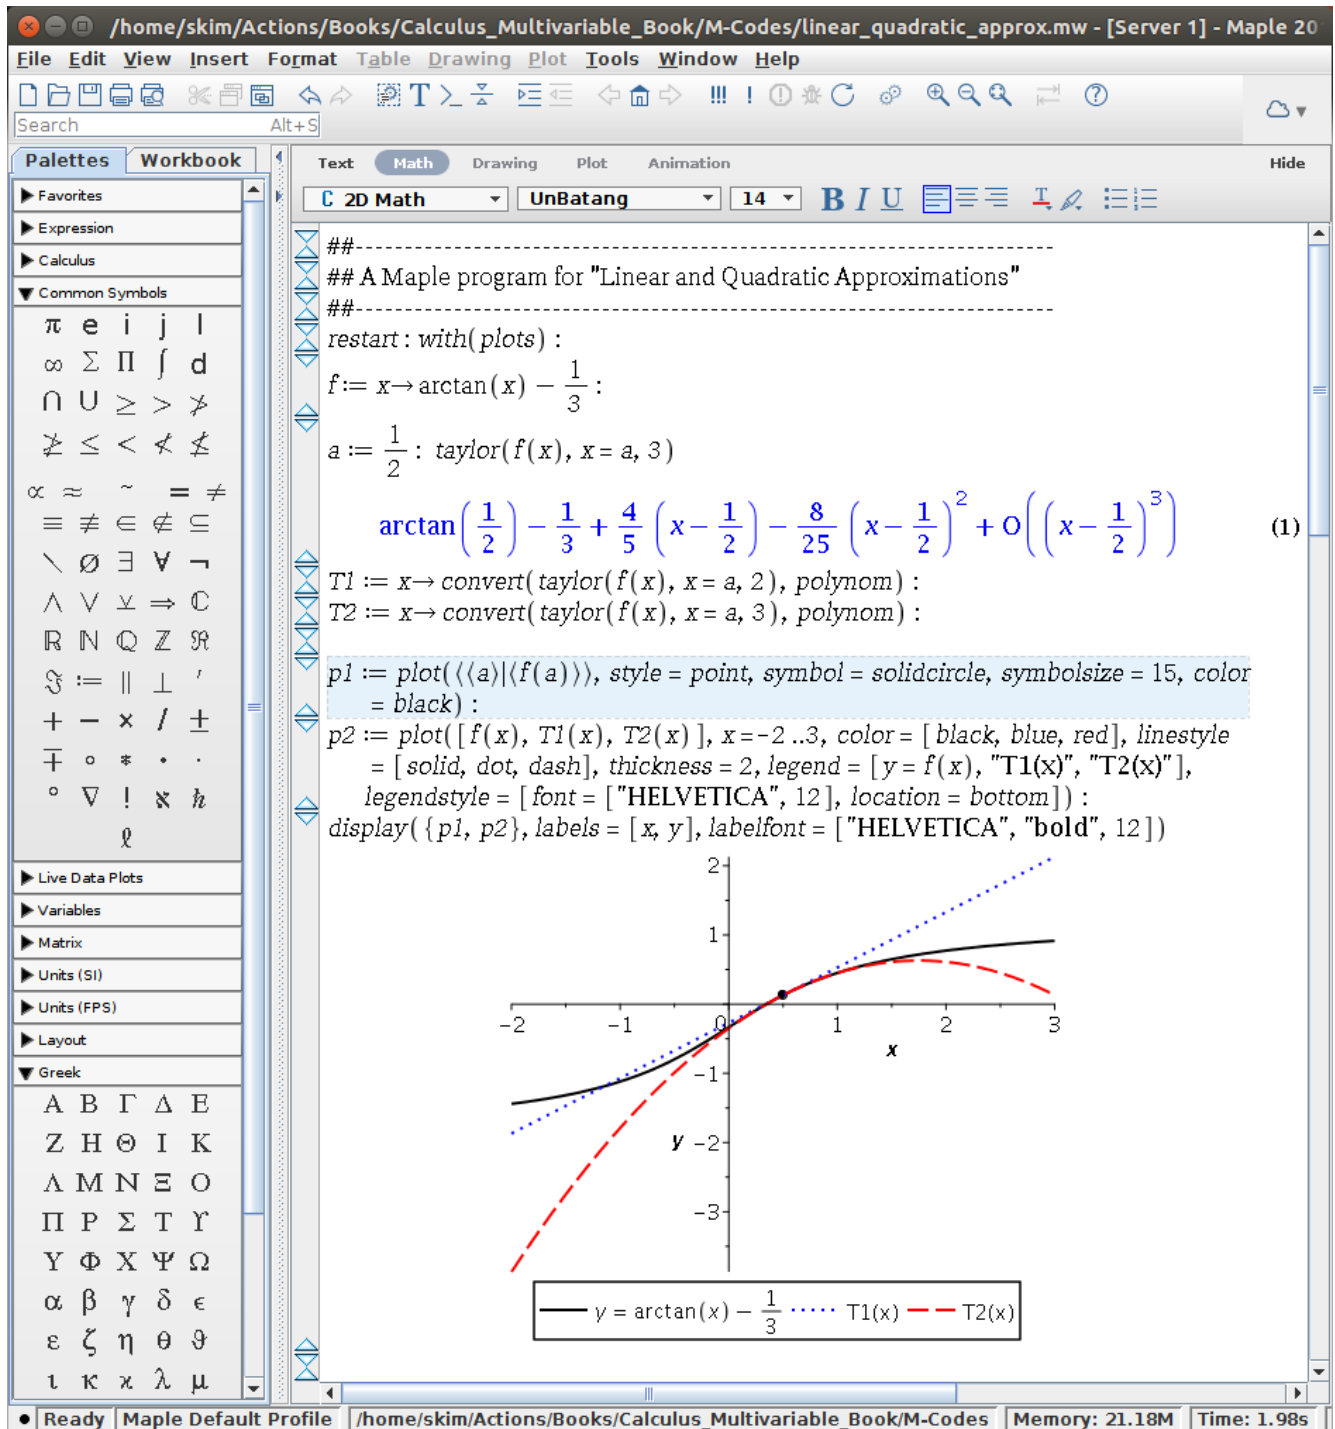 /home/skim/Actions/Books/Calculus_Multivariable_Book/M-Codes/linear_quadratic_approx.mw - [Server 1] - Maple 20
File Edit View Insert Format Table Drawing Plot Tools Window Help
Search Alt+S
Palettes Workbook
Text Math Drawing Plot Animation Hide
C 2D Math UnBatang 14 B I U
Favorites
Expression
Calculus
Common Symbols
π e i j I
∞ Σ Π ∫ d
∩ ∪ ≥ > ≯
≱ ≤ < ≮ ≰
∝ ≈ ~ = ≠
≡ ≢ ∈ ∉ ⊆
\ ∅ ∃ ∀ ¬
∧ ∨ ⊻ ⇒ ℂ
ℝ ℕ ℚ ℤ ℜ
ℑ := ∥ ⊥ ′
+ − × / ±
∓ ∘ * • ·
° ∇ ! ℵ ℏ
ℓ
Live Data Plots
Variables
Matrix
Units (SI)
Units (FPS)
Layout
Greek
Α Β Γ Δ Ε
Ζ Η Θ Ι Κ
Λ Μ Ν Ξ Ο
Π Ρ Σ Τ ϒ
Υ Φ Χ Ψ Ω
α β γ δ ϵ
ε ζ η θ ϑ
ι κ ϰ λ μ
##----------------------------------------------------------------
## A Maple program for "Linear and Quadratic Approximations"
##----------------------------------------------------------------
restart : with(plots) :
f := x→arctan(x) − 1/3 :
a := 1/2 : taylor(f(x), x = a, 3)
arctan(1/2) − 1/3 + 4/5 (x − 1/2) − 8/25 (x − 1/2)^2 + O((x − 1/2)^3) (1)
T1 := x→ convert(taylor(f(x), x = a, 2), polynom) :
T2 := x→ convert(taylor(f(x), x = a, 3), polynom) :
p1 := plot(⟨⟨a⟩|⟨f(a)⟩⟩, style = point, symbol = solidcircle, symbolsize = 15, color
= black) :
p2 := plot([f(x), T1(x), T2(x)], x=-2 ..3, color = [black, blue, red], linestyle
= [solid, dot, dash], thickness = 2, legend = [y = f(x), "T1(x)", "T2(x)"],
legendstyle = [font = ["HELVETICA", 12], location = bottom]) :
display({p1, p2}, labels = [x, y], labelfont = ["HELVETICA", "bold", 12])
2
1
−2 −1 0 1 2 3
x
−1
y −2
−3
y = arctan(x) − 1/3 T1(x) T2(x)
Ready Maple Default Profile /home/skim/Actions/Books/Calculus_Multivariable_Book/M-Codes Memory: 21.18M Time: 1.98s